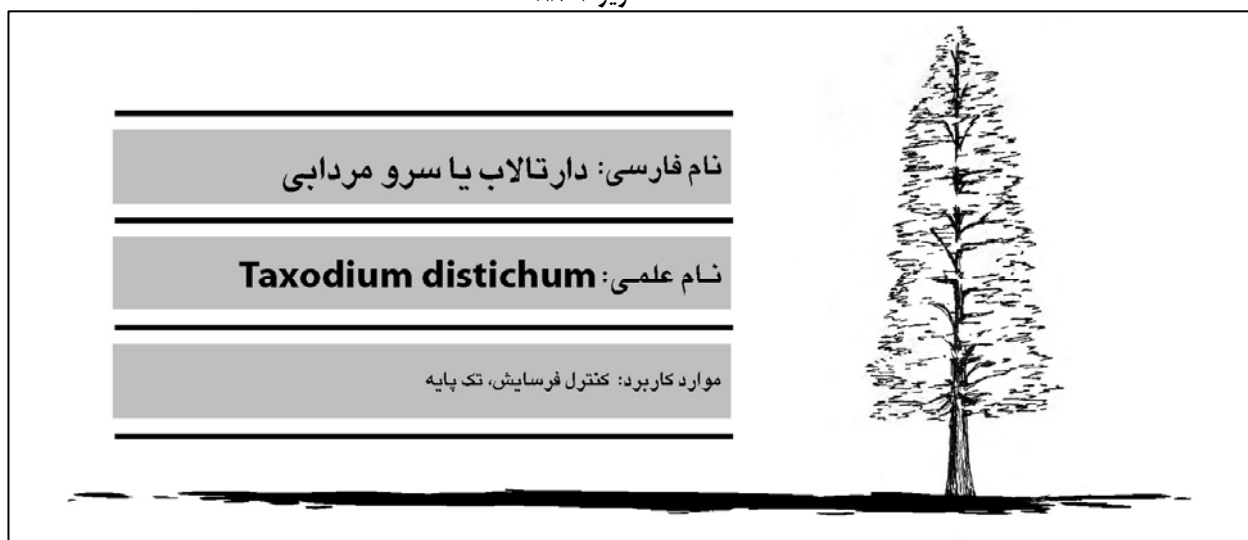 نام فارسی: دارتالاب یا سرو مردابی
نام علمی: Taxodium distichum
موارد کاربرد: کنترل فرسایش، تک پایه